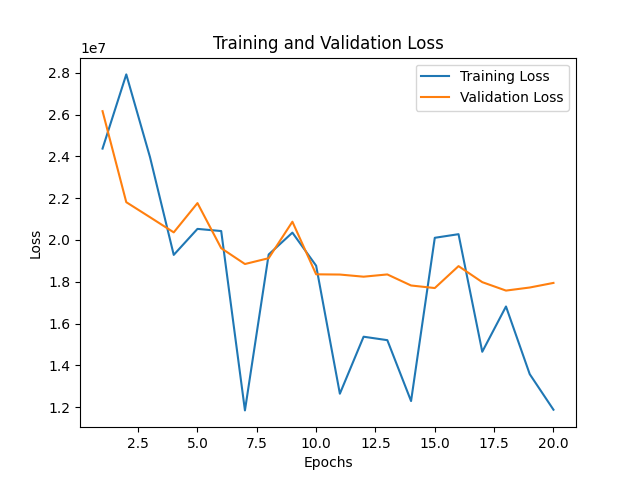 Training and Validation Loss
1e7
Training Loss
Validation Loss
2.8
2.6
2.4
2.2
2.0
1.8
1.6
1.4
1.2
Loss
2.5 5.0 7.5 10.0 12.5 15.0 17.5 20.0
Epochs